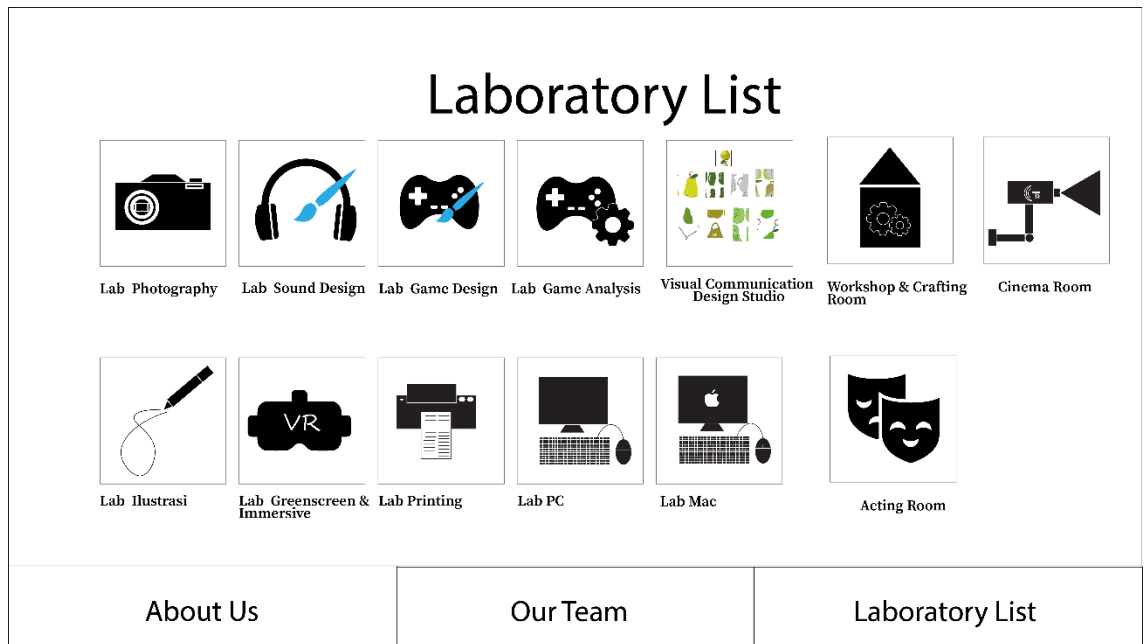 Laboratory List
Lab Photography
Lab Sound Design
Lab Game Design
Lab Game Analysis
Visual Communication
Design Studio
Workshop & Crafting
Room
Cinema Room
VR
Lab Ilustrasi
Lab Greenscreen &
Immersive
Lab Printing
Lab PC
Lab Mac
Acting Room
About Us
Our Team
Laboratory List